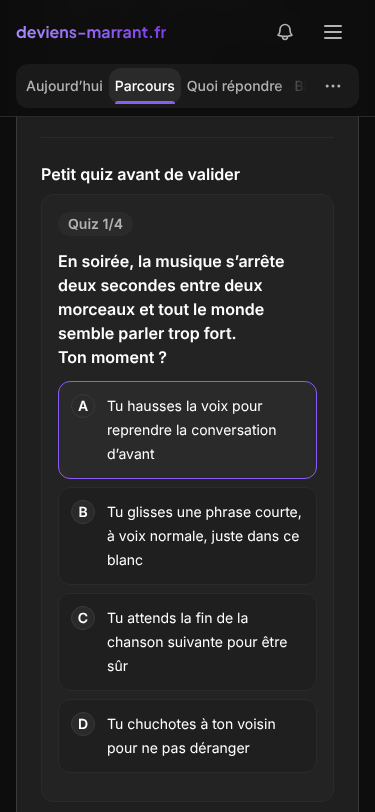 deviens-marrant.fr
Aujourd’hui Parcours Quoi répondre
Petit quiz avant de valider
Quiz 1/4
En soirée, la musique s’arrête
deux secondes entre deux
morceaux et tout le monde
semble parler trop fort.
Ton moment ?
A Tu hausses la voix pour
reprendre la conversation
d’avant
B Tu glisses une phrase courte,
à voix normale, juste dans ce
blanc
C Tu attends la fin de la
chanson suivante pour être
sûr
D Tu chuchotes à ton voisin
pour ne pas déranger